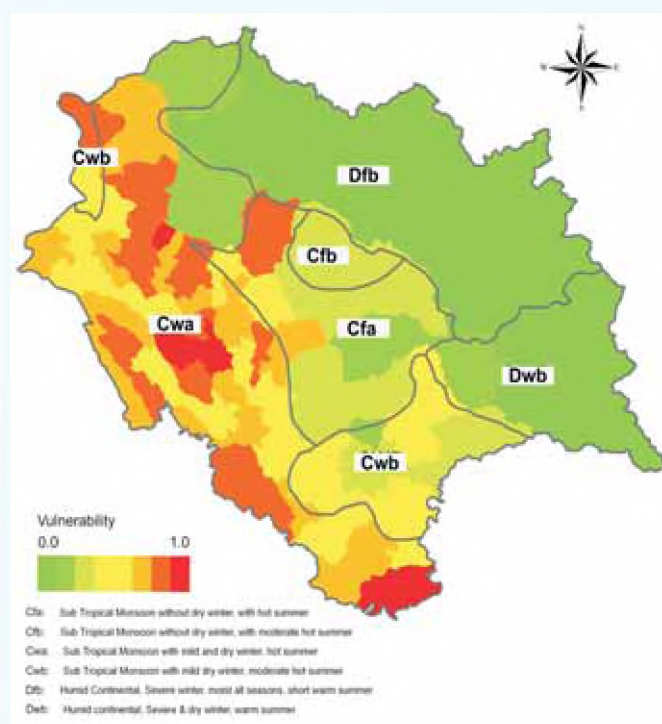 N
W E
S
Cwb
Dfb
Cfb
Cwa
Cfa
Dwb
Cwb
Vulnerability
0.0 1.0
Cfa: Sub Tropical Monsoon without dry winter, with hot summer
Cfb: Sub Tropical Monsoon without dry winter, with moderate hot summer
Cwa: Sub Tropical Monsoon with mild and dry winter, hot summer
Cwb: Sub Tropical Monsoon with mild dry winter, moderate hot summer
Dfb: Humid Continental, Severe winter, moist all seasons, short warm summer
Dwb: Humid continental, Severe & dry winter, warm summer